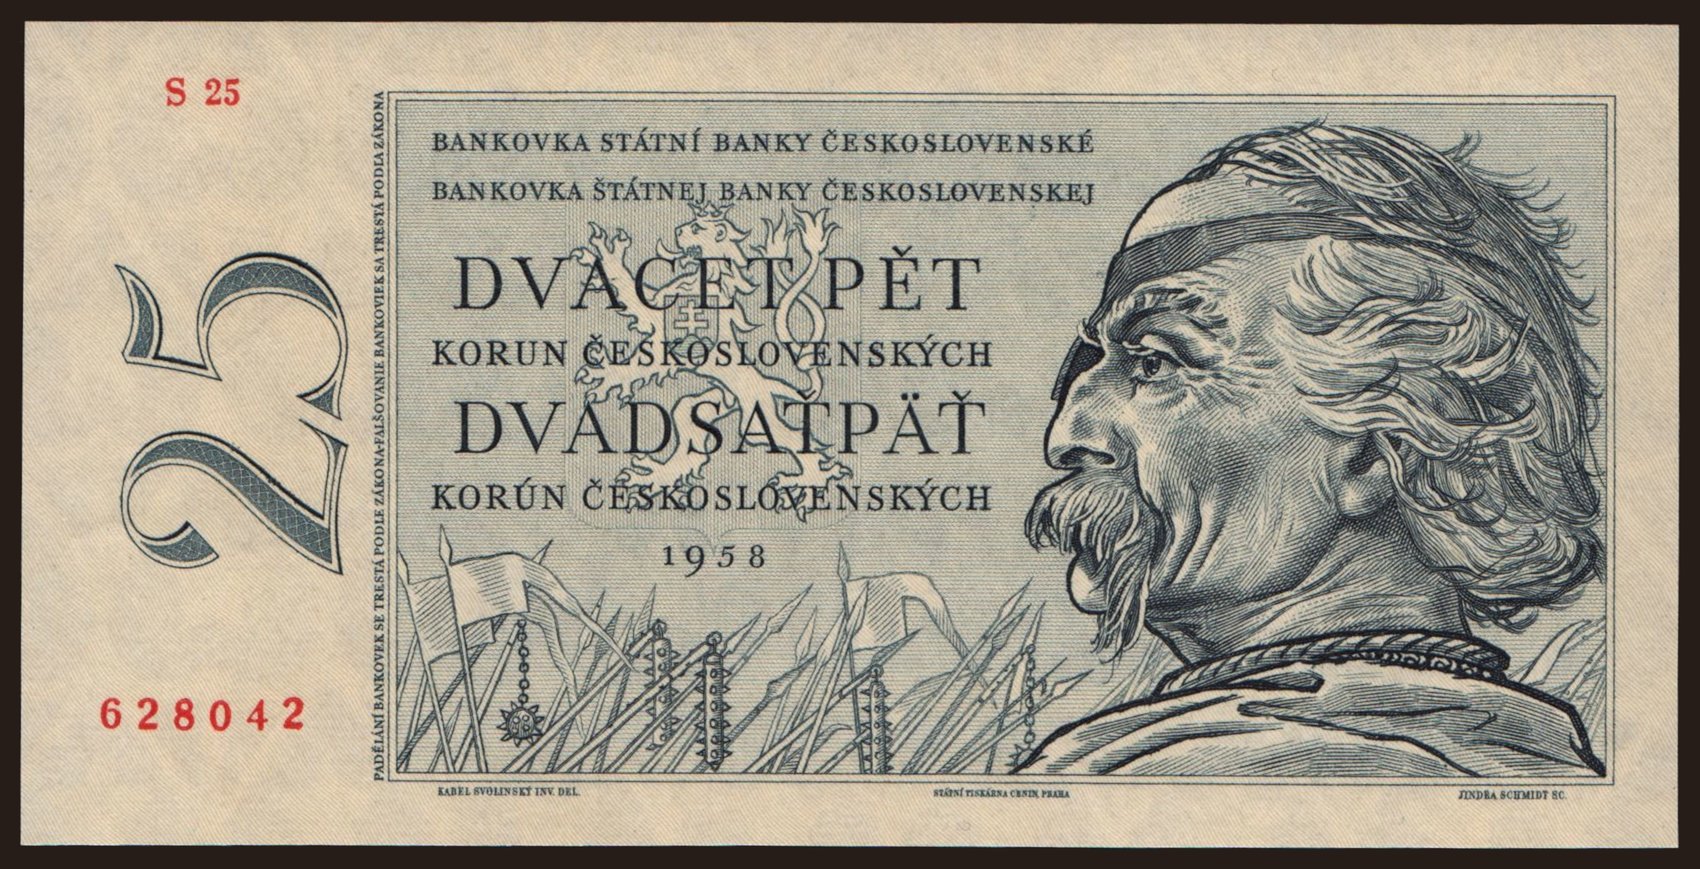 S 25
25
628042
PADĚLÁNÍ BANKOVEK SE TRESTÁ PODLE ZÁKONA-FALŠOVANIE BANKOVIEK SA TRESTÁ PODĽA ZÁKONA
BANKOVKA STÁTNÍ BANKY ČESKOSLOVENSKÉ
BANKOVKA ŠTÁTNEJ BANKY ČESKOSLOVENSKEJ
DVACET PĚT
KORUN ČESKOSLOVENSKÝCH
DVADSAŤPÄŤ
KORÚN ČESKOSLOVENSKÝCH
1958
KAREL SVOLINSKÝ INV. DEL.
STÁTNÍ TISKÁRNA CENIN, PRAHA
JINDRA SCHMIDT SC.